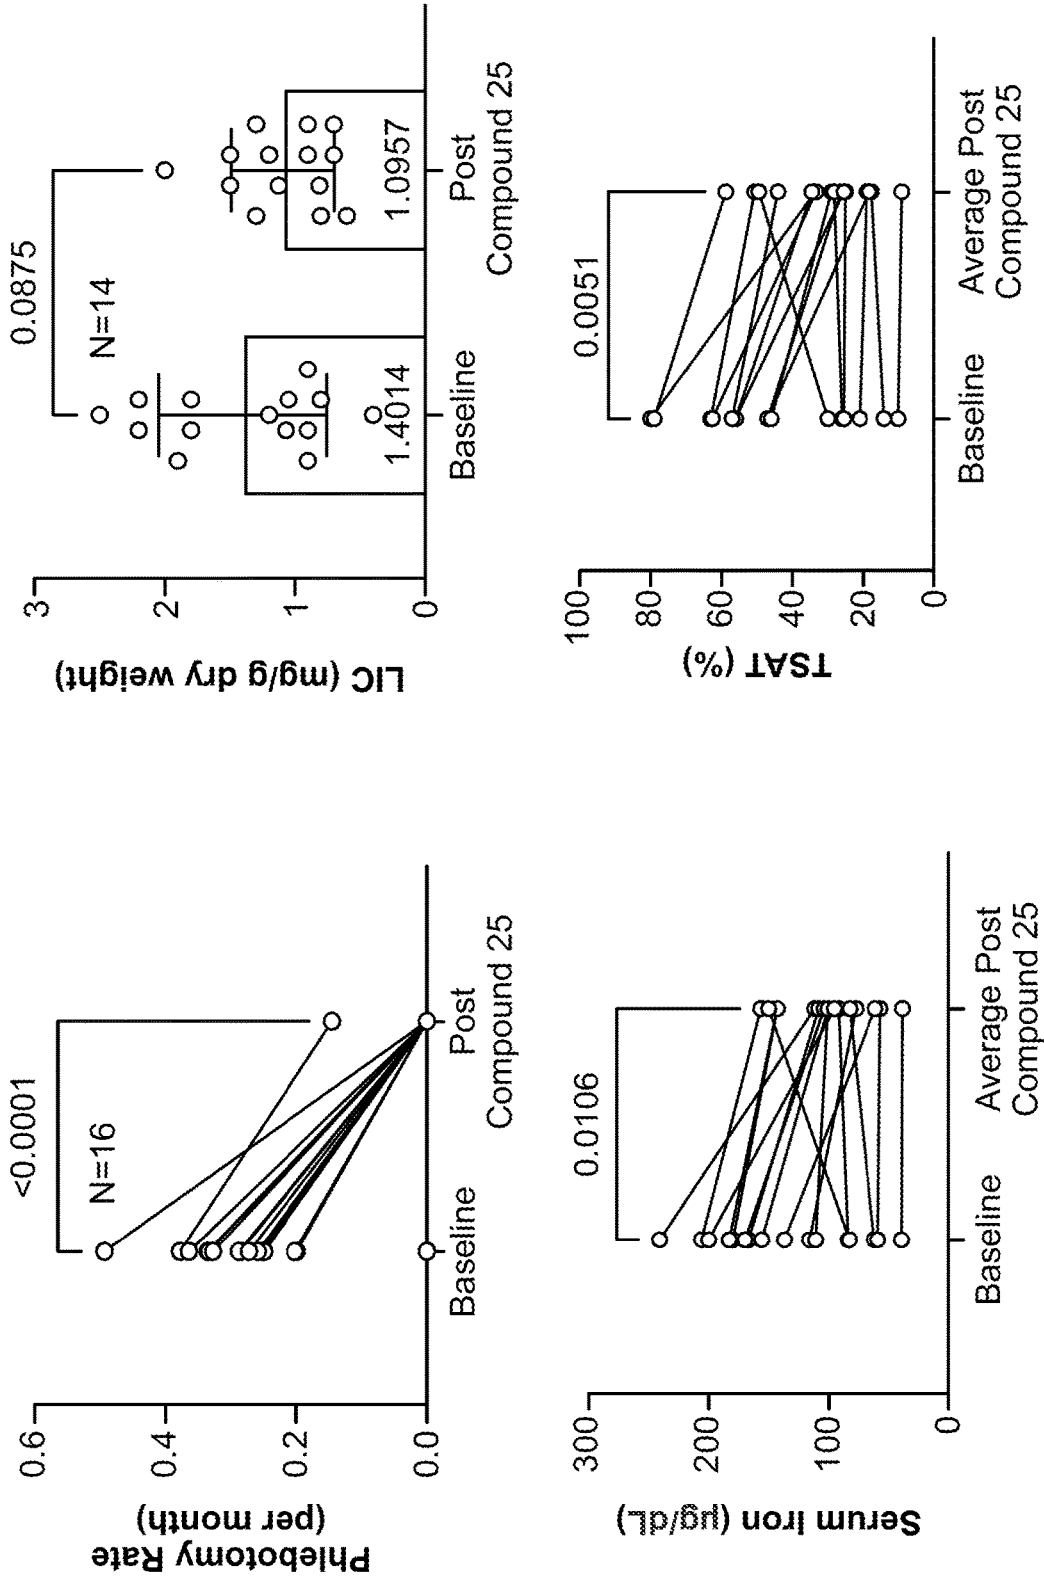 Phlebotomy Rate
(per month)
0.6
0.4
0.2
0.0
<0.0001
N=16
Baseline
Post
Compound 25
LIC (mg/g dry weight)
3
2
1
0
0.0875
N=14
1.4014
1.0957
Baseline
Post
Compound 25
Serum Iron (µg/dL)
300
200
100
0
0.0106
Baseline
Average Post
Compound 25
TSAT (%)
100
80
60
40
20
0
0.0051
Baseline
Average Post
Compound 25